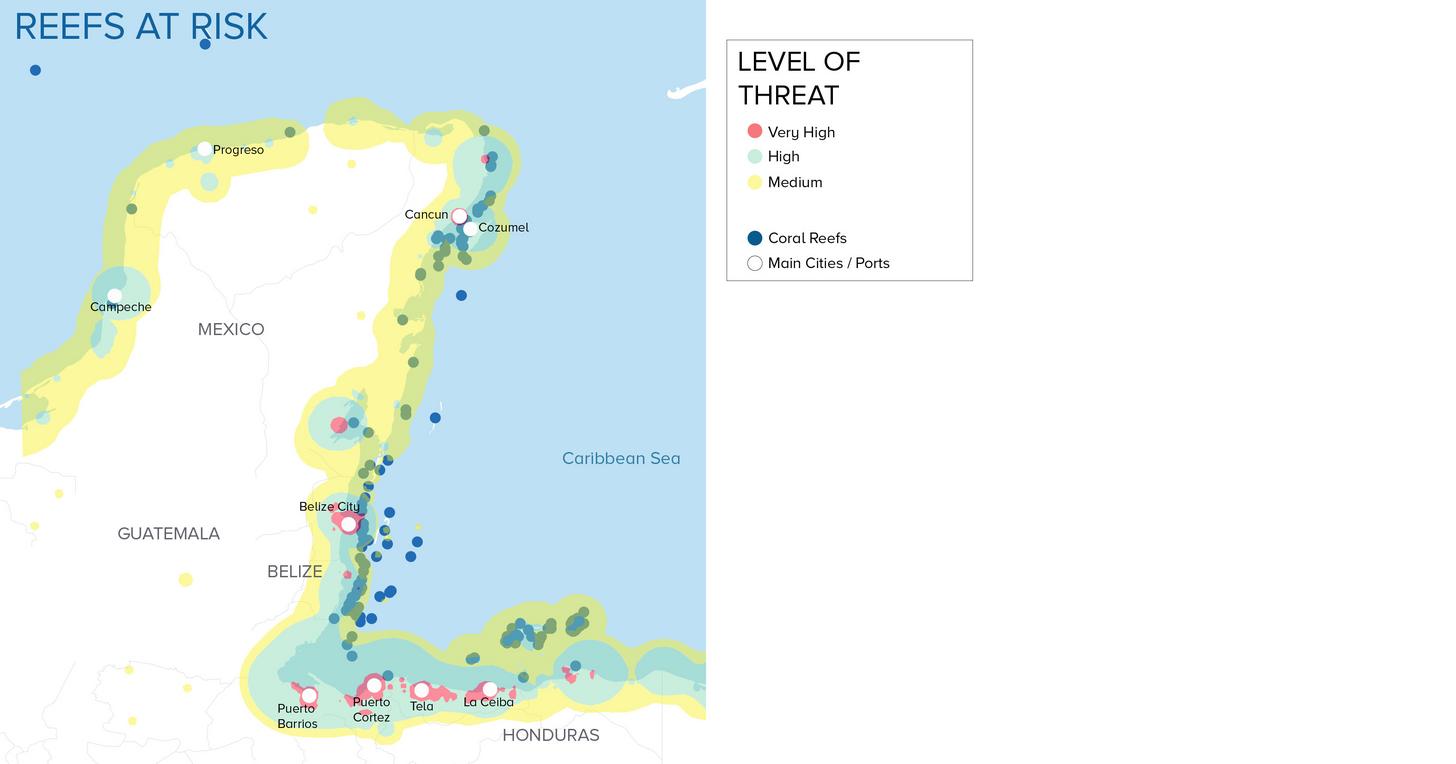 REEFS AT RISK
LEVEL OF
THREAT
Very High
High
Medium
Coral Reefs
Main Cities / Ports
Progreso
Cancun
Cozumel
Campeche
MEXICO
Caribbean Sea
Belize City
GUATEMALA
BELIZE
Puerto
Barrios
Puerto
Cortez
Tela
La Ceiba
HONDURAS